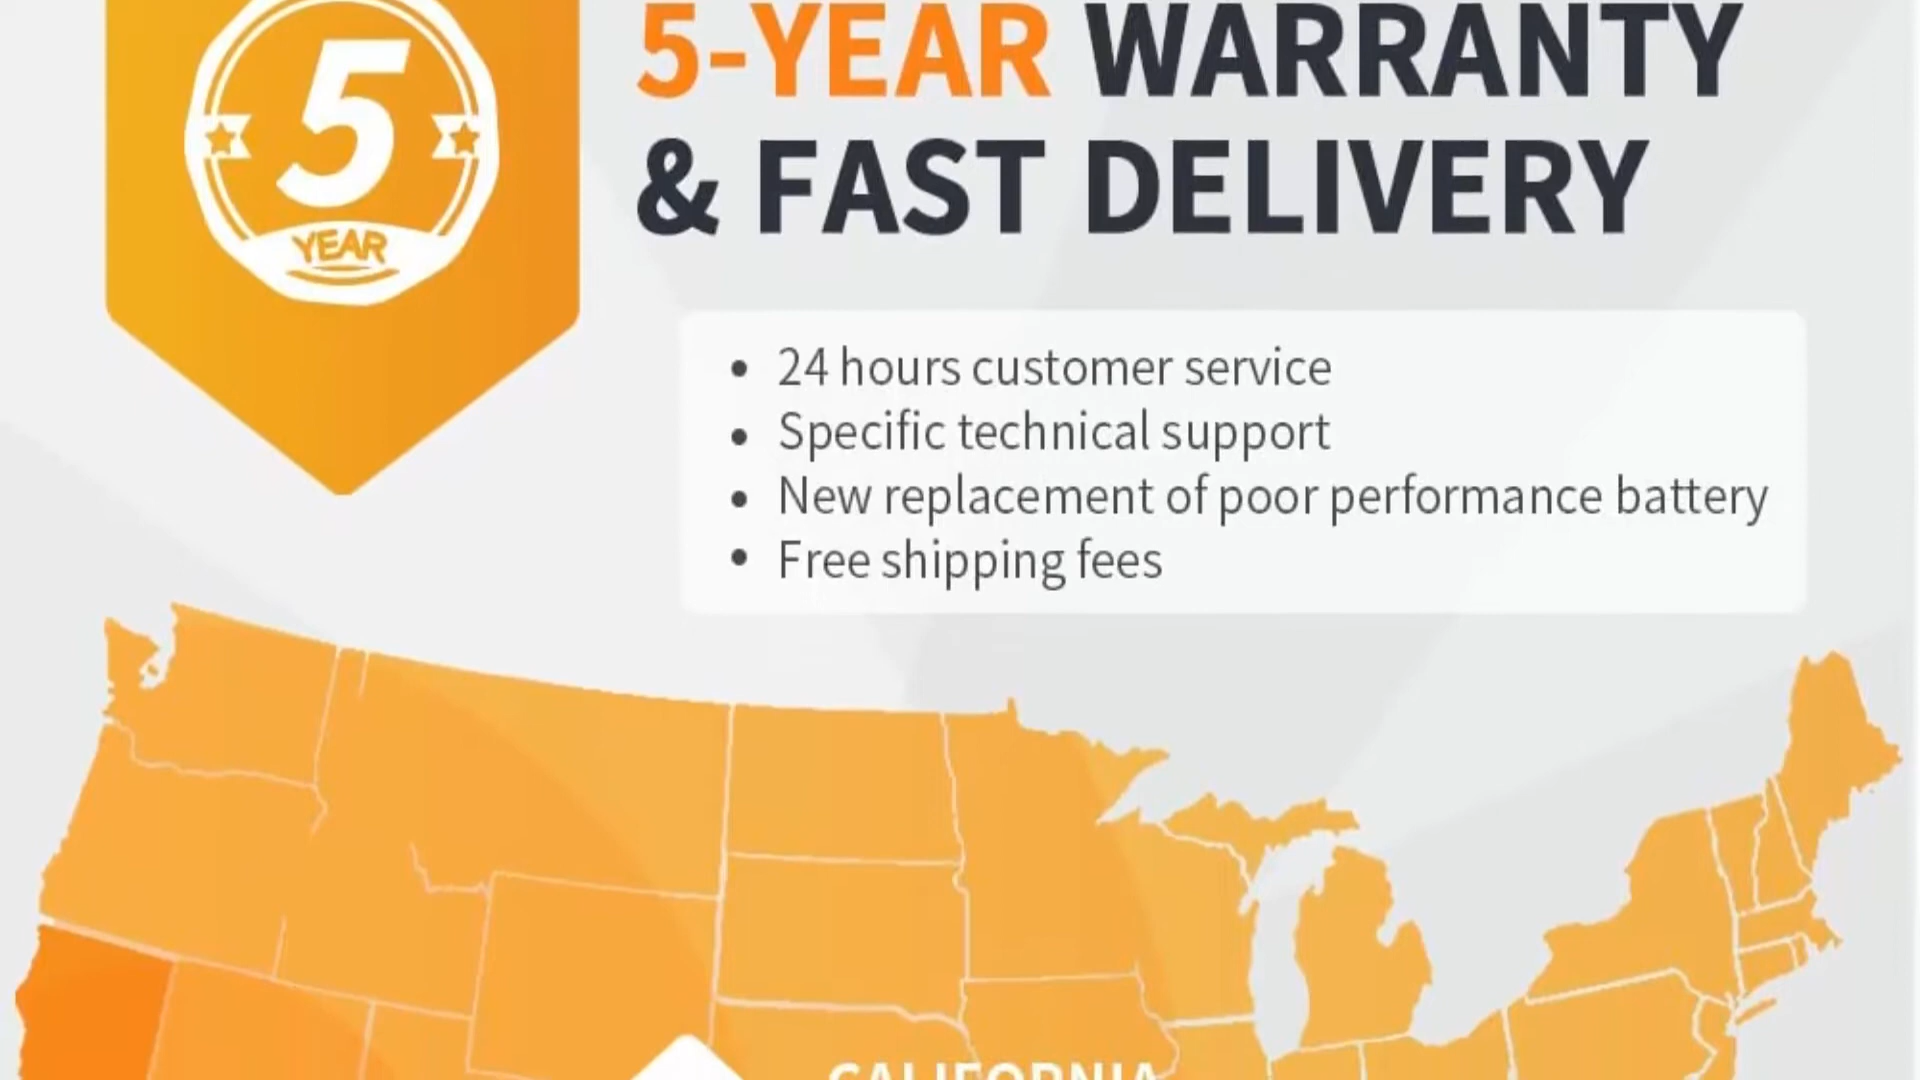 5
YEAR
5-YEAR WARRANTY
& FAST DELIVERY
24 hours customer service
Specific technical support
New replacement of poor performance battery
Free shipping fees
CALIFORNIA